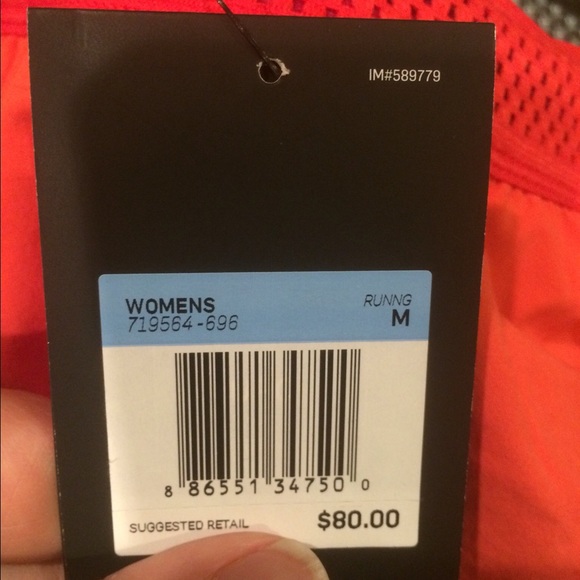 IM#589779
WOMENS RUNNG
719564-696 M
8 86551 34750 0
SUGGESTED RETAIL $80.00